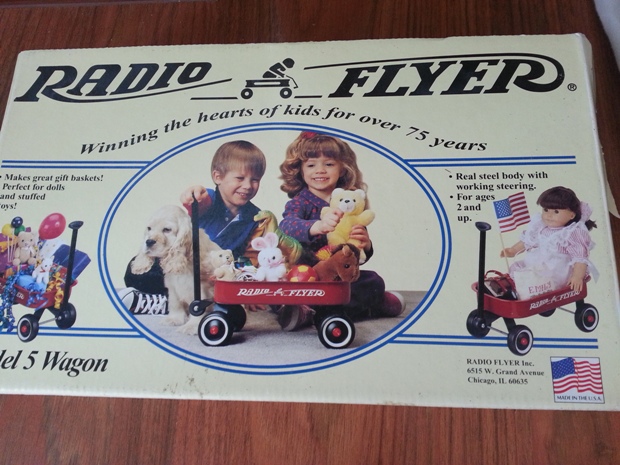 RADIO FLYER®
Winning the hearts of kids for over 75 years
• Makes great gift baskets!
Perfect for dolls
and stuffed
toys!
• Real steel body with
working steering.
• For ages
2 and
up.
RADIO FLYER
EMILY
RADIO FLYER
del 5 Wagon
RADIO FLYER Inc.
6515 W. Grand Avenue
Chicago, IL 60635
MADE IN THE U.S.A.